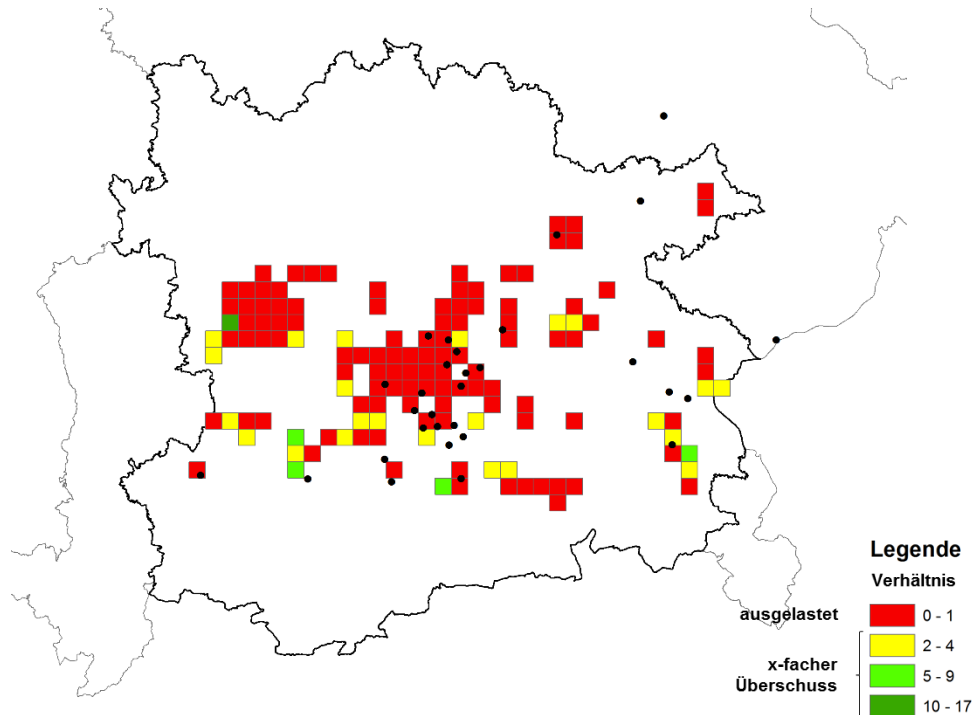 Legende
Verhältnis
ausgelastet
0 - 1
2 - 4
x-facher
Überschuss
5 - 9
10 - 17